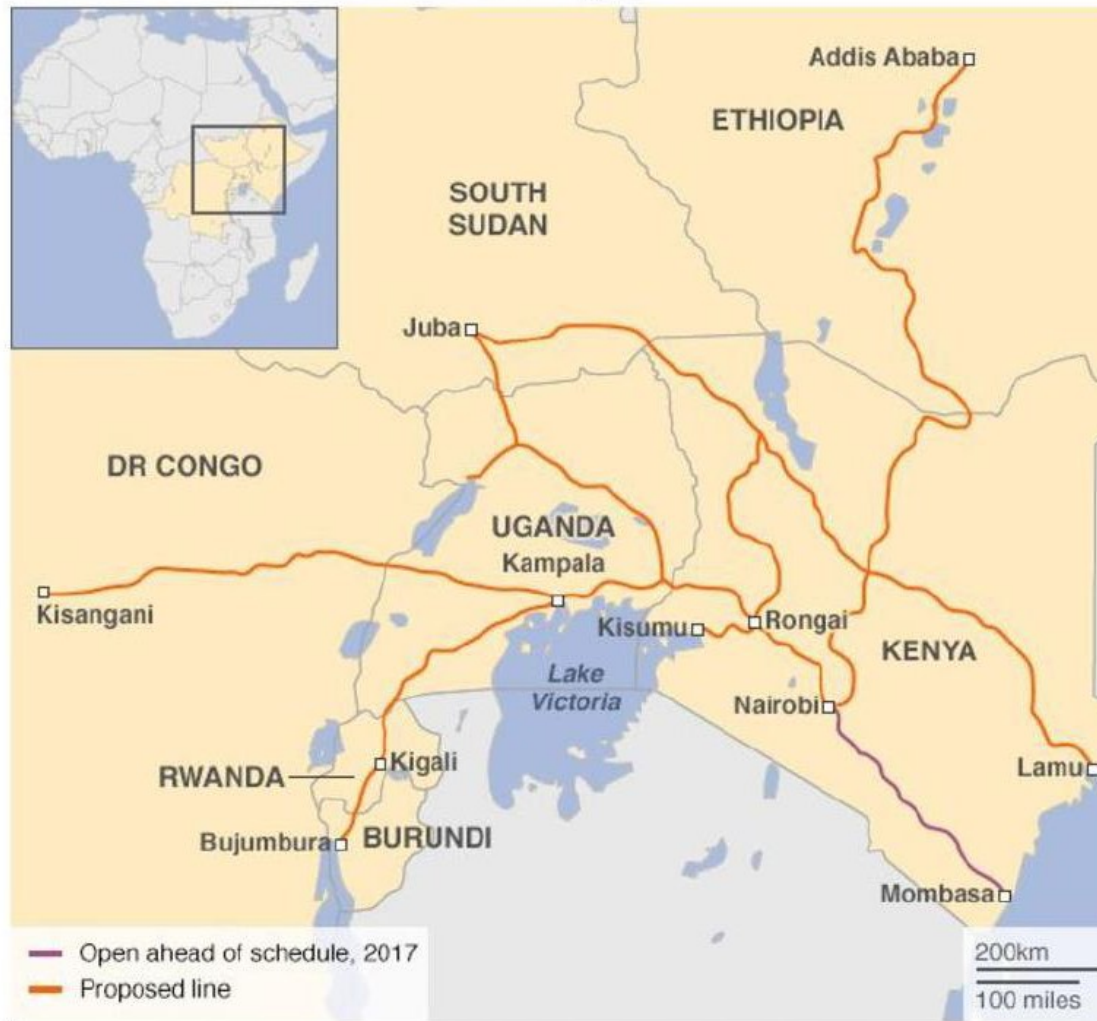 Addis Ababa
ETHIOPIA
SOUTH
SUDAN
Juba
DR CONGO
UGANDA
Kampala
Kisangani
Kisumu
Rongai
KENYA
Lake
Victoria
Nairobi
Kigali
RWANDA
Lamu
Bujumbura
BURUNDI
Mombasa
Open ahead of schedule, 2017
Proposed line
200km
100 miles